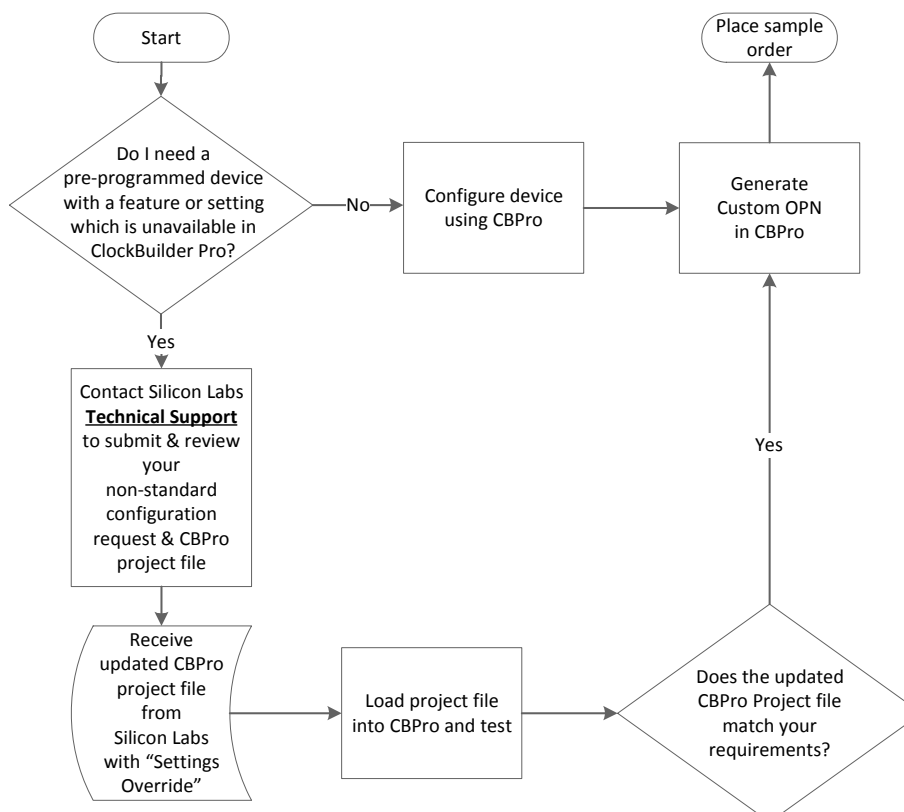 Start
Place sample
order
Do I need a
pre-programmed device
with a feature or setting
which is unavailable in
ClockBuilder Pro?
No
Configure device
using CBPro
Generate
Custom OPN
in CBPro
Yes
Contact Silicon Labs
Technical Support
to submit & review
your
non-standard
configuration
request & CBPro
project file
Yes
Receive
updated CBPro
project file
from
Silicon Labs
with “Settings
Override”
Load project file
into CBPro and test
Does the updated
CBPro Project file
match your
requirements?